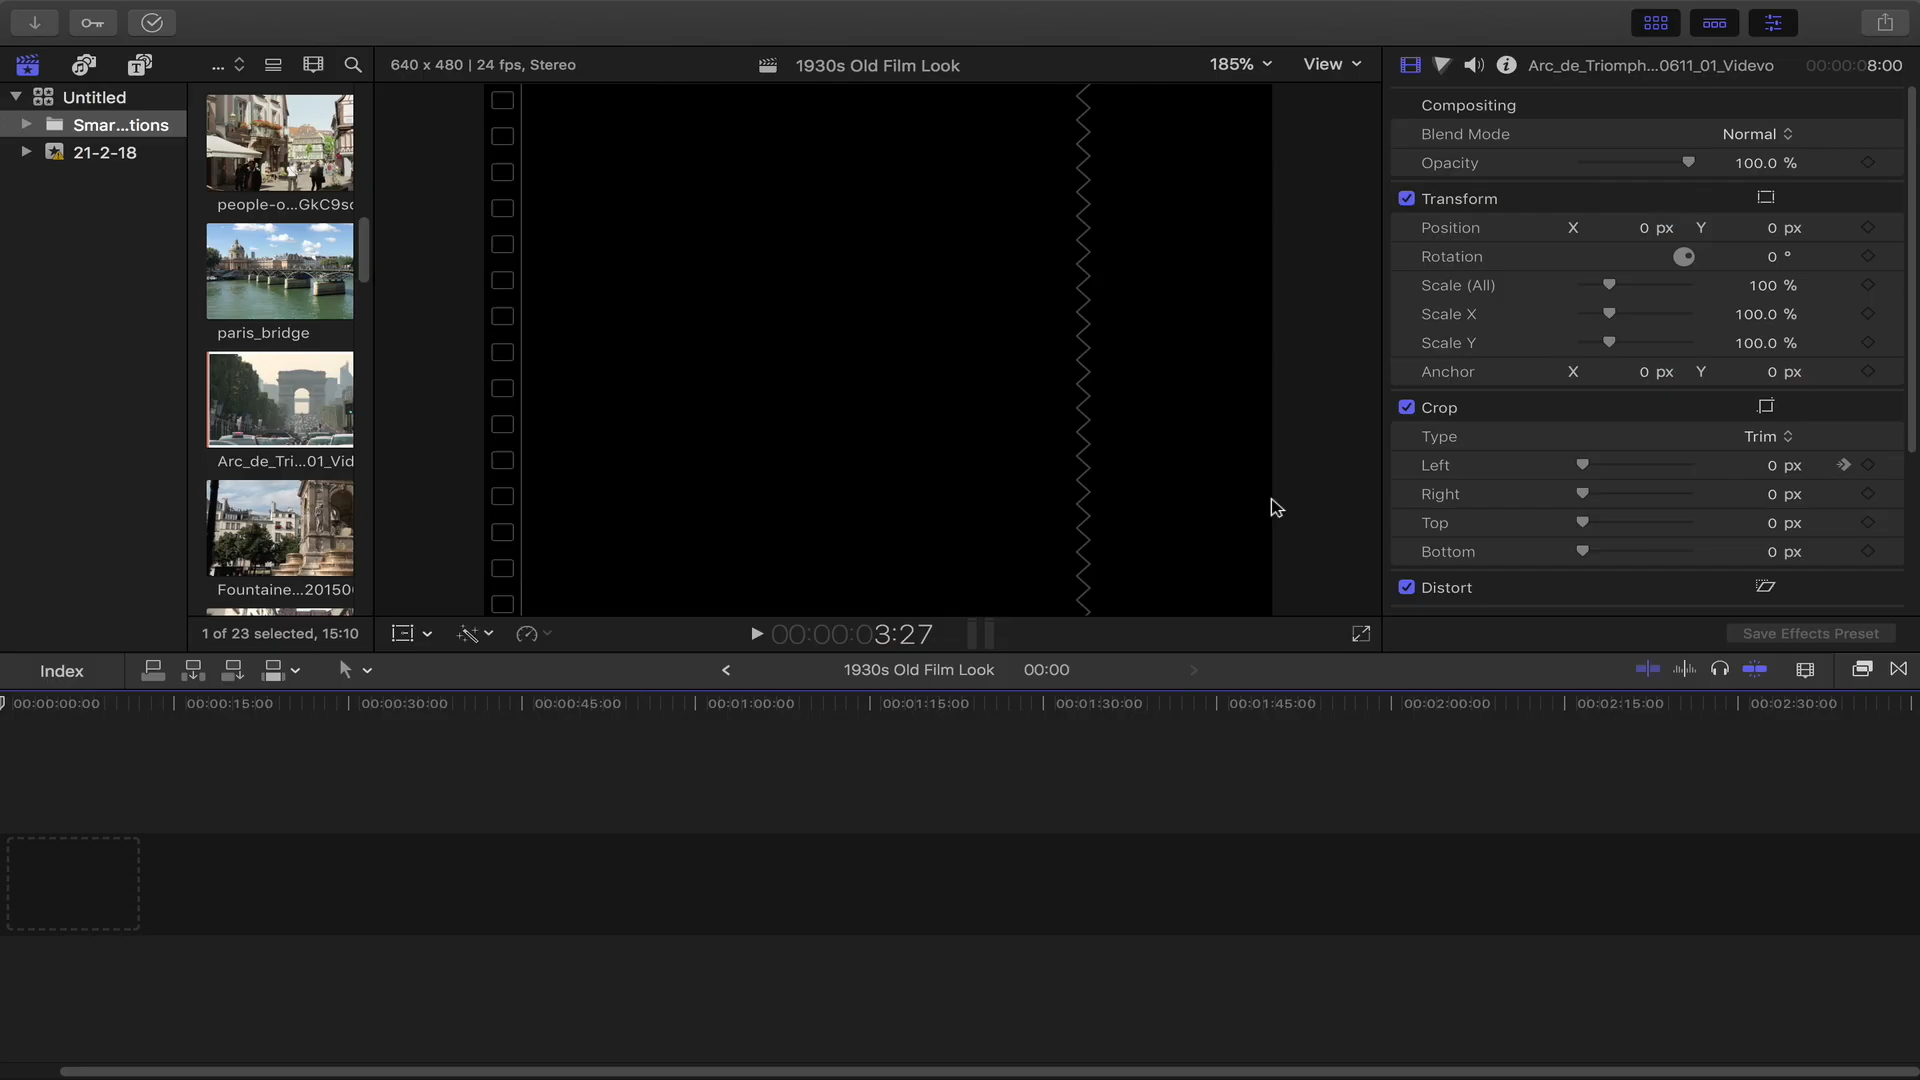 640 x 480 | 24 fps, Stereo
1930s Old Film Look
185%
View
Arc_de_Triomph...0611_01_Videvo
00:00:08:00
...
Untitled
Smar...tions
21-2-18
people-o...GkC9s
paris_bridge
Arc_de_Tri...01_Vid
Fountaine...20150
1 of 23 selected, 15:10
00:00:03:27
Compositing
Blend Mode
Normal
Opacity
100.0 %
Transform
Position X 0 px Y 0 px
Rotation 0 °
Scale (All) 100 %
Scale X 100.0 %
Scale Y 100.0 %
Anchor X 0 px Y 0 px
Crop
Type Trim
Left 0 px
Right 0 px
Top 0 px
Bottom 0 px
Distort
Save Effects Preset
Index
1930s Old Film Look 00:00
00:00:00:00 00:00:15:00 00:00:30:00 00:00:45:00 00:01:00:00 00:01:15:00 00:01:30:00 00:01:45:00 00:02:00:00 00:02:15:00 00:02:30:00